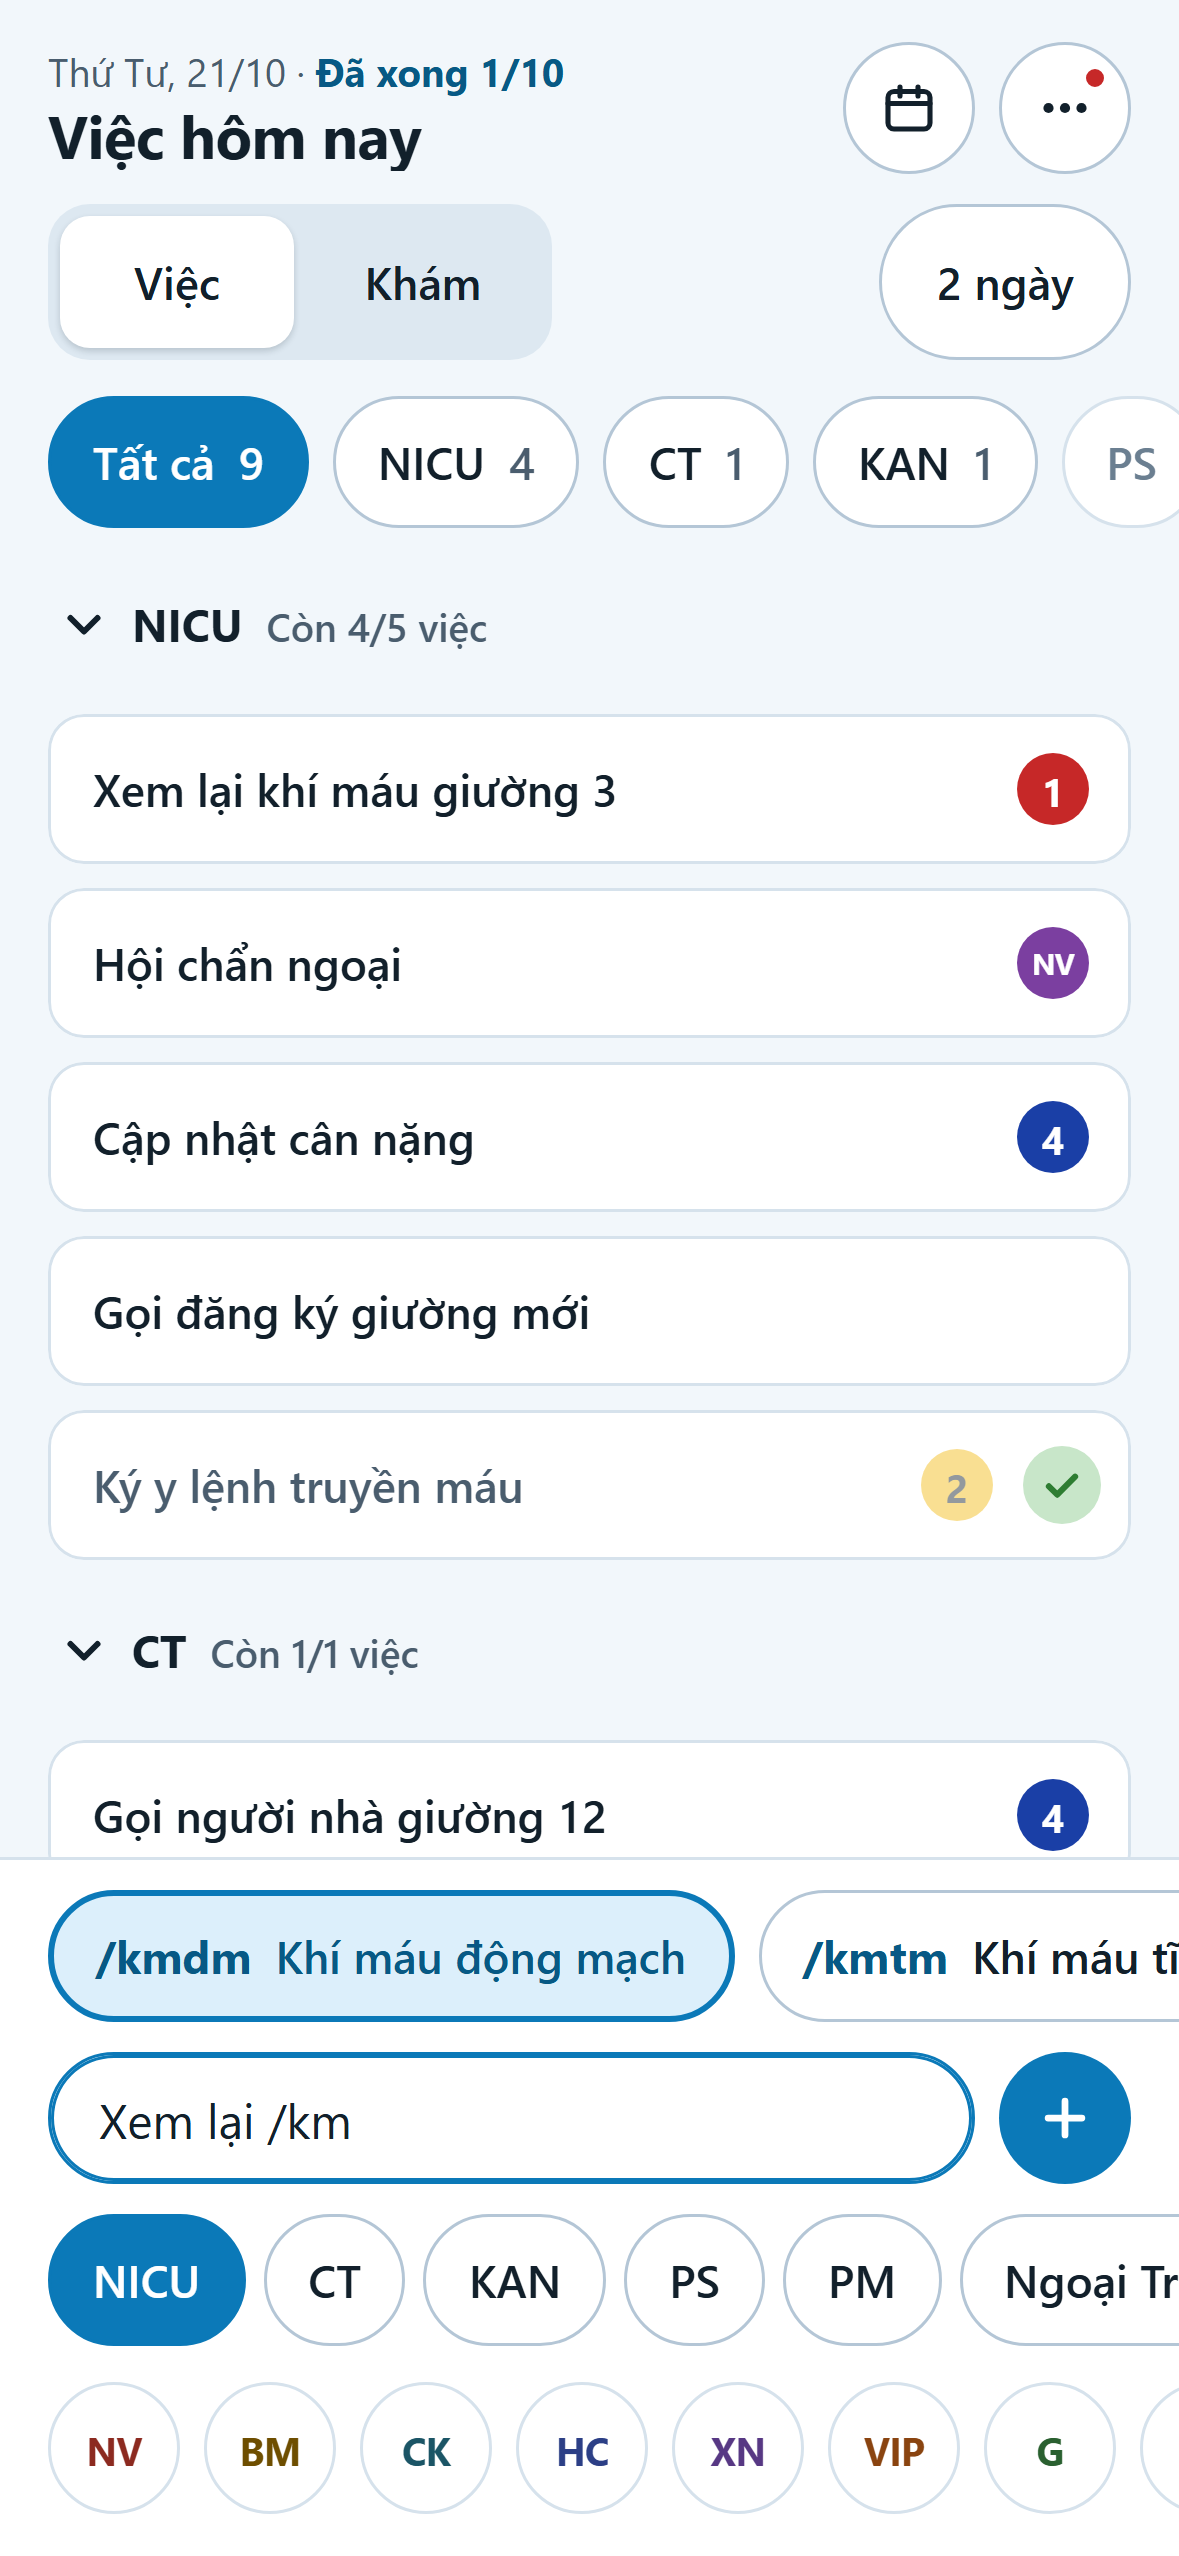 Thứ Tư, 21/10 · Đã xong 1/10
Việc hôm nay
Việc
Khám
2 ngày
Tất cả 9
NICU 4
CT 1
KAN 1
PS
NICU Còn 4/5 việc
Xem lại khí máu giường 3
1
Hội chẩn ngoại
NV
Cập nhật cân nặng
4
Gọi đăng ký giường mới
Ký y lệnh truyền máu
2
CT Còn 1/1 việc
Gọi người nhà giường 12
4
/kmdm Khí máu động mạch
/kmtm Khí máu tĩ
Xem lại /km
NICU
CT
KAN
PS
PM
Ngoại Tr
NV
BM
CK
HC
XN
VIP
G